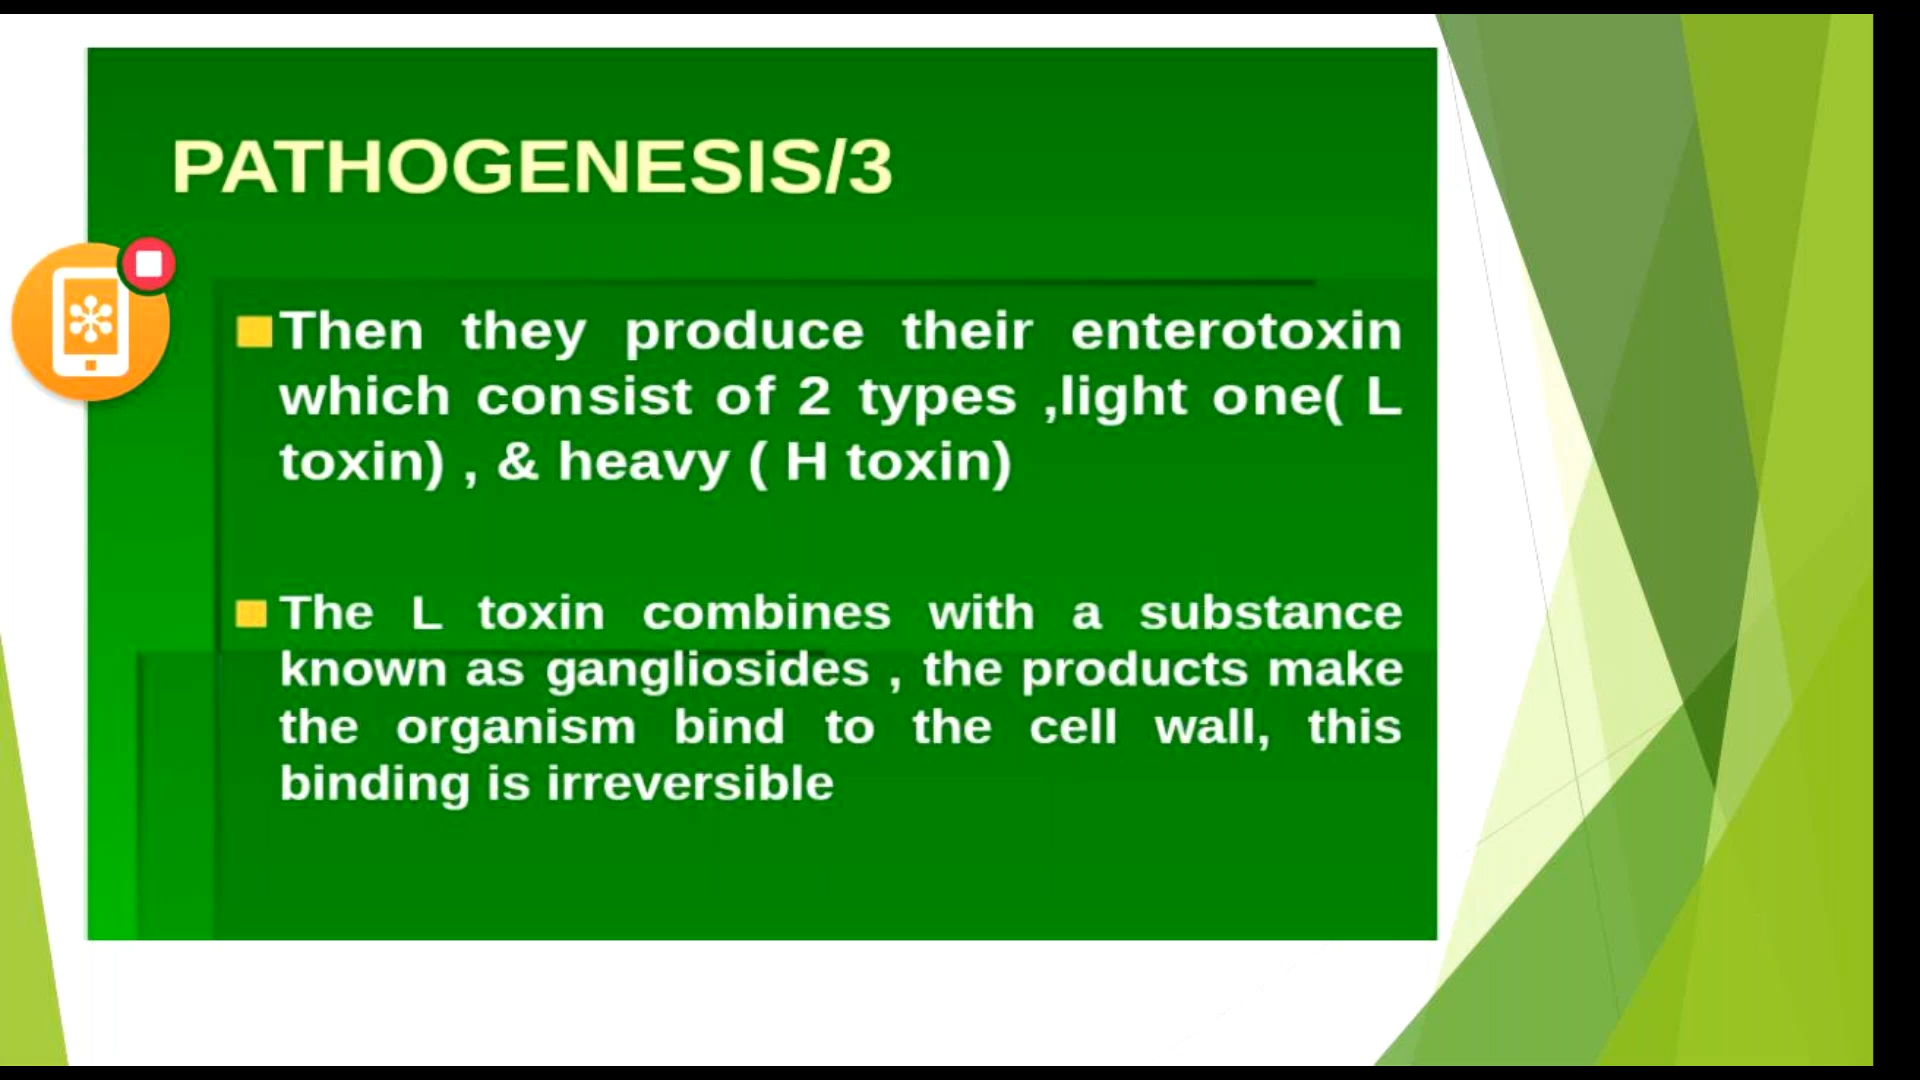 PATHOGENESIS/3
Then they produce their enterotoxin
which consist of 2 types ,light one( L
toxin) , & heavy ( H toxin)
The L toxin combines with a substance
known as gangliosides , the products make
the organism bind to the cell wall, this
binding is irreversible